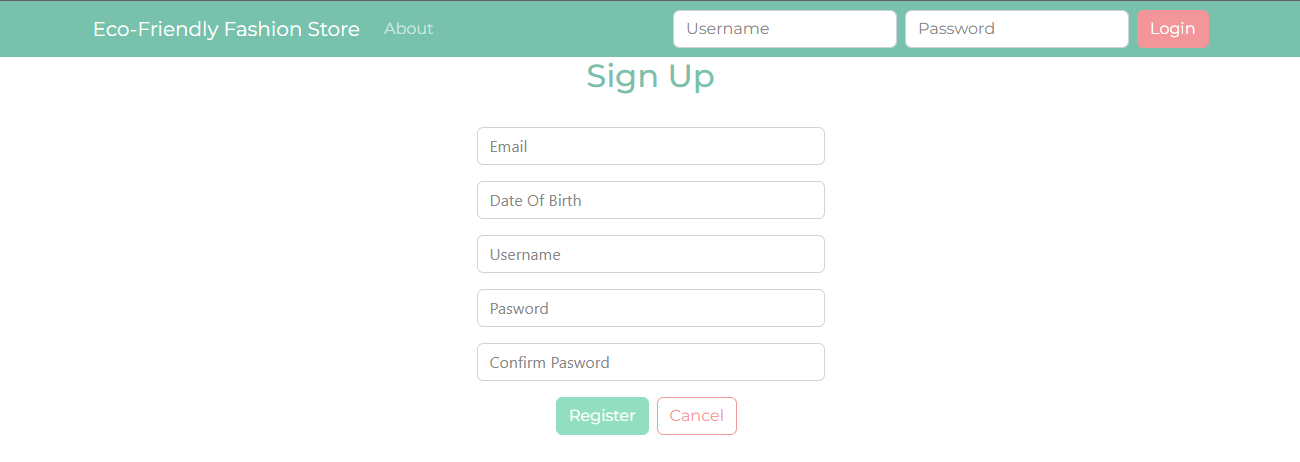 Eco-Friendly Fashion Store About Username Password Login
Sign Up
Email
Date Of Birth
Username
Pasword
Confirm Pasword
Register Cancel